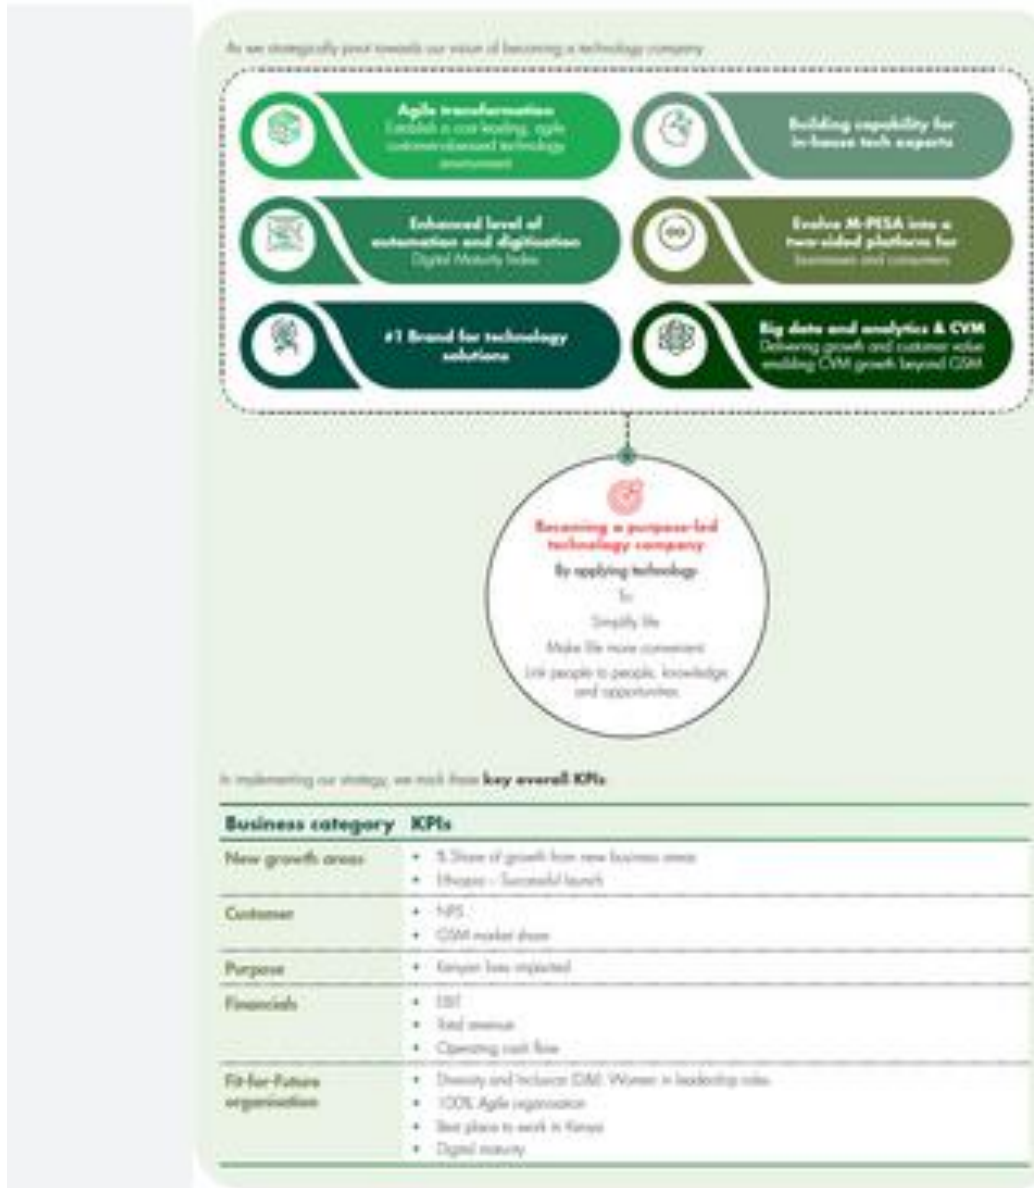 As we strategically pivot towards our vision of becoming a technology company
Agile transformation
Establish a cost leading, agile
customer-obsessed technology
environment
Building capability for
in-house tech experts
Enhanced level of
automation and digitisation
Digital Maturity Index
Evolve M-PESA into a
two-sided platform for
businesses and consumers
#1 Brand for technology
solutions
Big data and analytics & CVM
Delivering growth and customer value
enabling CVM growth beyond GSM
Becoming a purpose-led
technology company
By applying technology
To
Simplify life
Make life more convenient
Link people to people, knowledge
and opportunities
In implementing our strategy, we track these key overall KPIs
Business category KPIs
New growth areas • % Share of growth from new business areas
• Ethiopia – Successful launch
Customer • NPS
• GSM market share
Purpose • Kenyan lives impacted
Financials • EBIT
• Total revenue
• Operating cash flow
Fit-for-Future • Diversity and Inclusion (D&I): Women in leadership roles
organisation • 100% Agile organisation
• Best place to work in Kenya
• Digital maturity